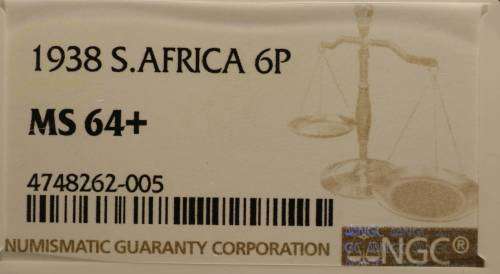 1938 S.AFRICA 6P
MS 64+
4748262-005
NUMISMATIC GUARANTY CORPORATION NGC®